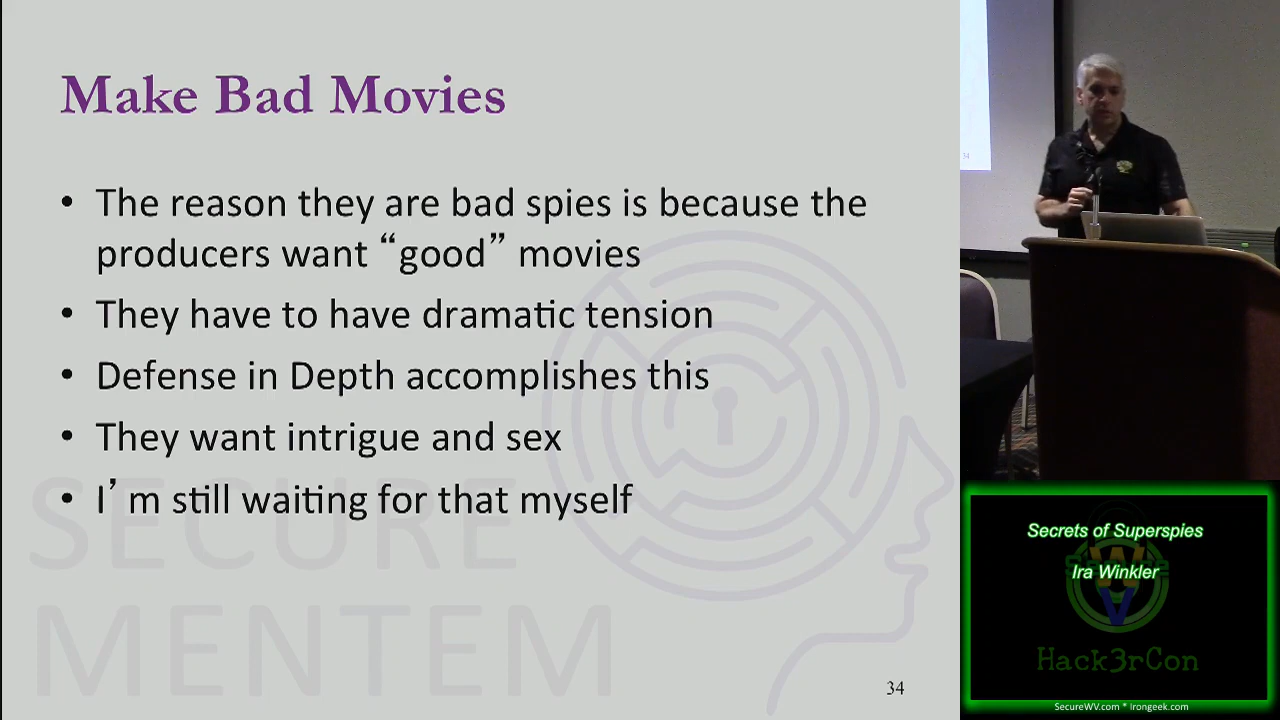 Make Bad Movies
• The reason they are bad spies is because the
producers want “good” movies
• They have to have dramatic tension
• Defense in Depth accomplishes this
• They want intrigue and sex
• I’m still waiting for that myself
SECURE
MENTEM
34
34
Secrets of Superspies
Ira Winkler
WV
Hack3rCon
SecureWV.com * Irongeek.com